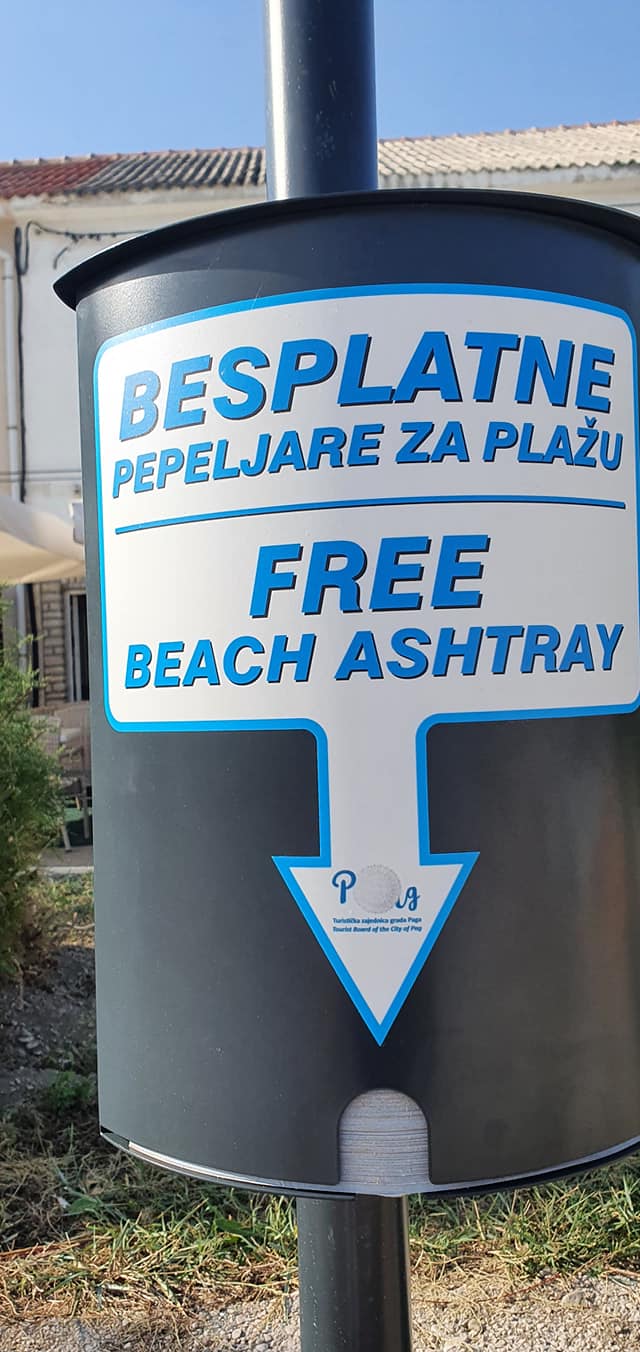 BESPLATNE
PEPELJARE ZA PLAŽU
FREE
BEACH ASHTRAY
Turistička zajednica grada Paga
Tourist Board of the City of Pag